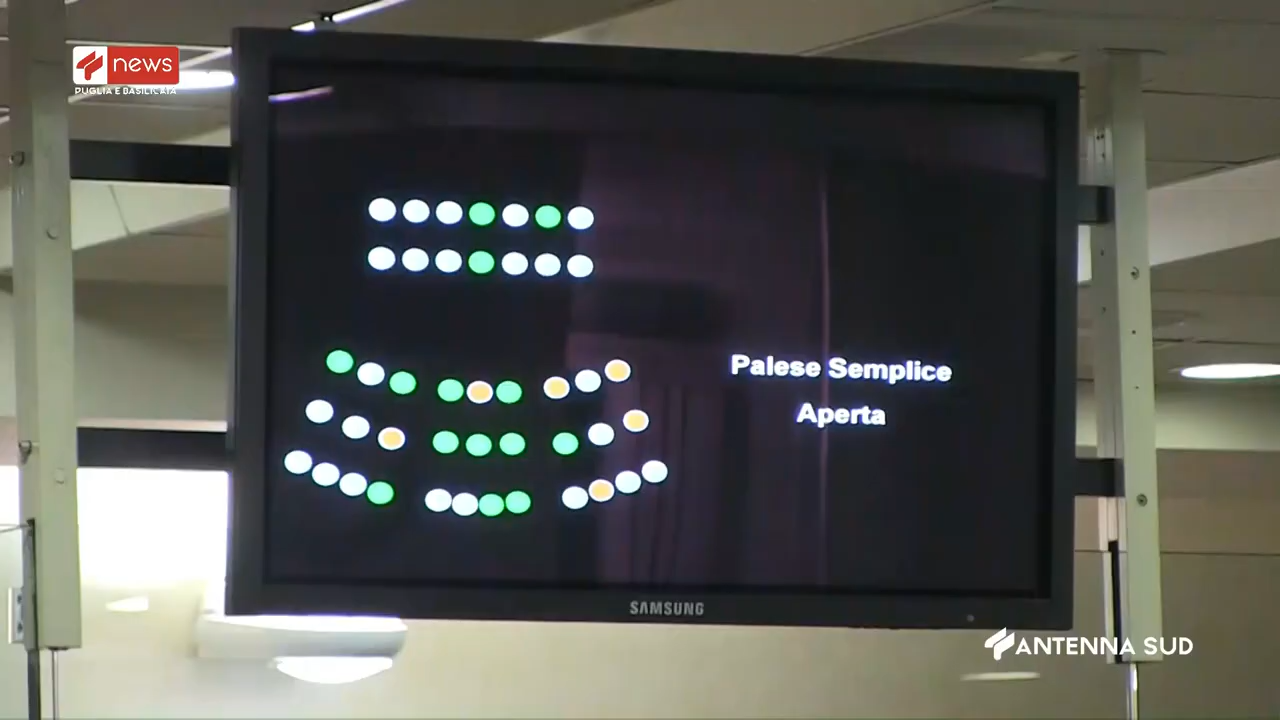 news
PUGLIA E BASILICATA
Palese Semplice
Aperta
SAMSUNG
ANTENNA SUD